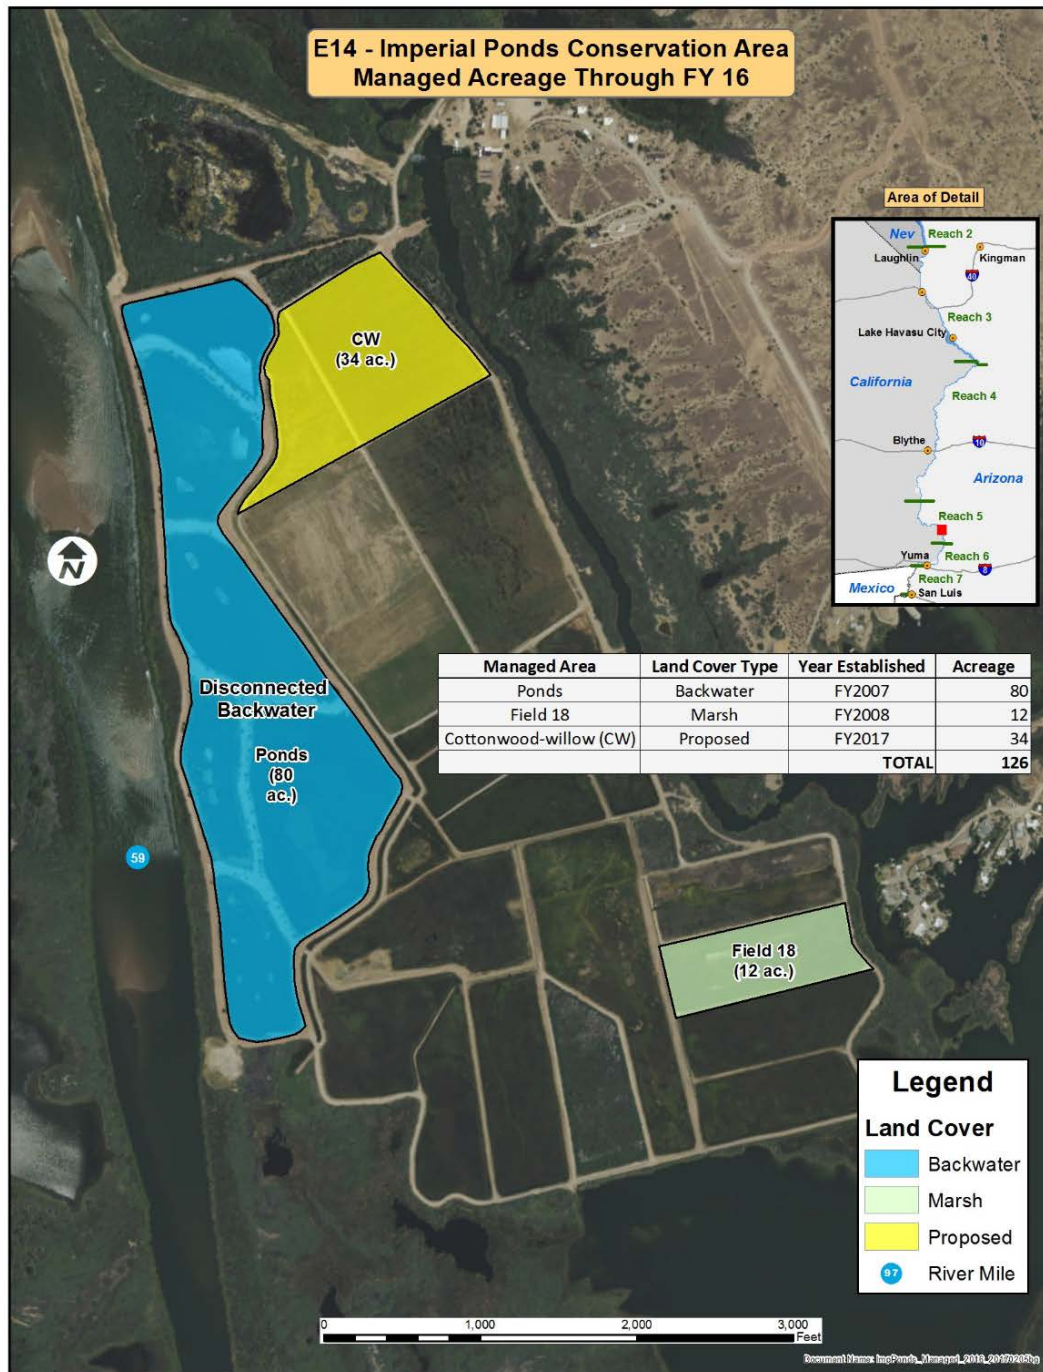 E14 - Imperial Ponds Conservation Area
Managed Acreage Through FY 16
Area of Detail
Nev
Reach 2
Laughlin
Kingman
40
Reach 3
Lake Havasu City
California
Reach 4
Blythe
10
Arizona
Reach 5
Yuma
Reach 6
8
Reach 7
Mexico
San Luis
CW
(34 ac.)
N
Managed Area Land Cover Type Year Established Acreage
Ponds Backwater FY2007 80
Field 18 Marsh FY2008 12
Cottonwood-willow (CW) Proposed FY2017 34
TOTAL 126
Disconnected
Backwater
Ponds
(80
ac.)
59
Field 18
(12 ac.)
Legend
Land Cover
Backwater
Marsh
Proposed
97 River Mile
0 1,000 2,000 3,000
Feet